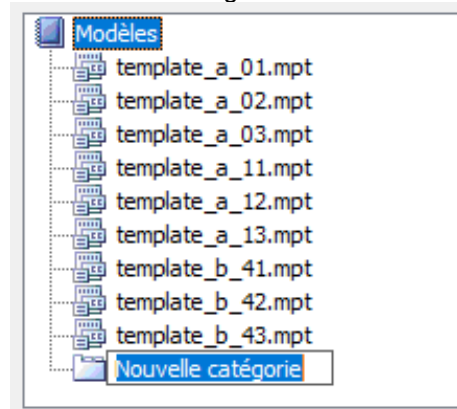 Modèles
template_a_01.mpt
template_a_02.mpt
template_a_03.mpt
template_a_11.mpt
template_a_12.mpt
template_a_13.mpt
template_b_41.mpt
template_b_42.mpt
template_b_43.mpt
Nouvelle catégorie